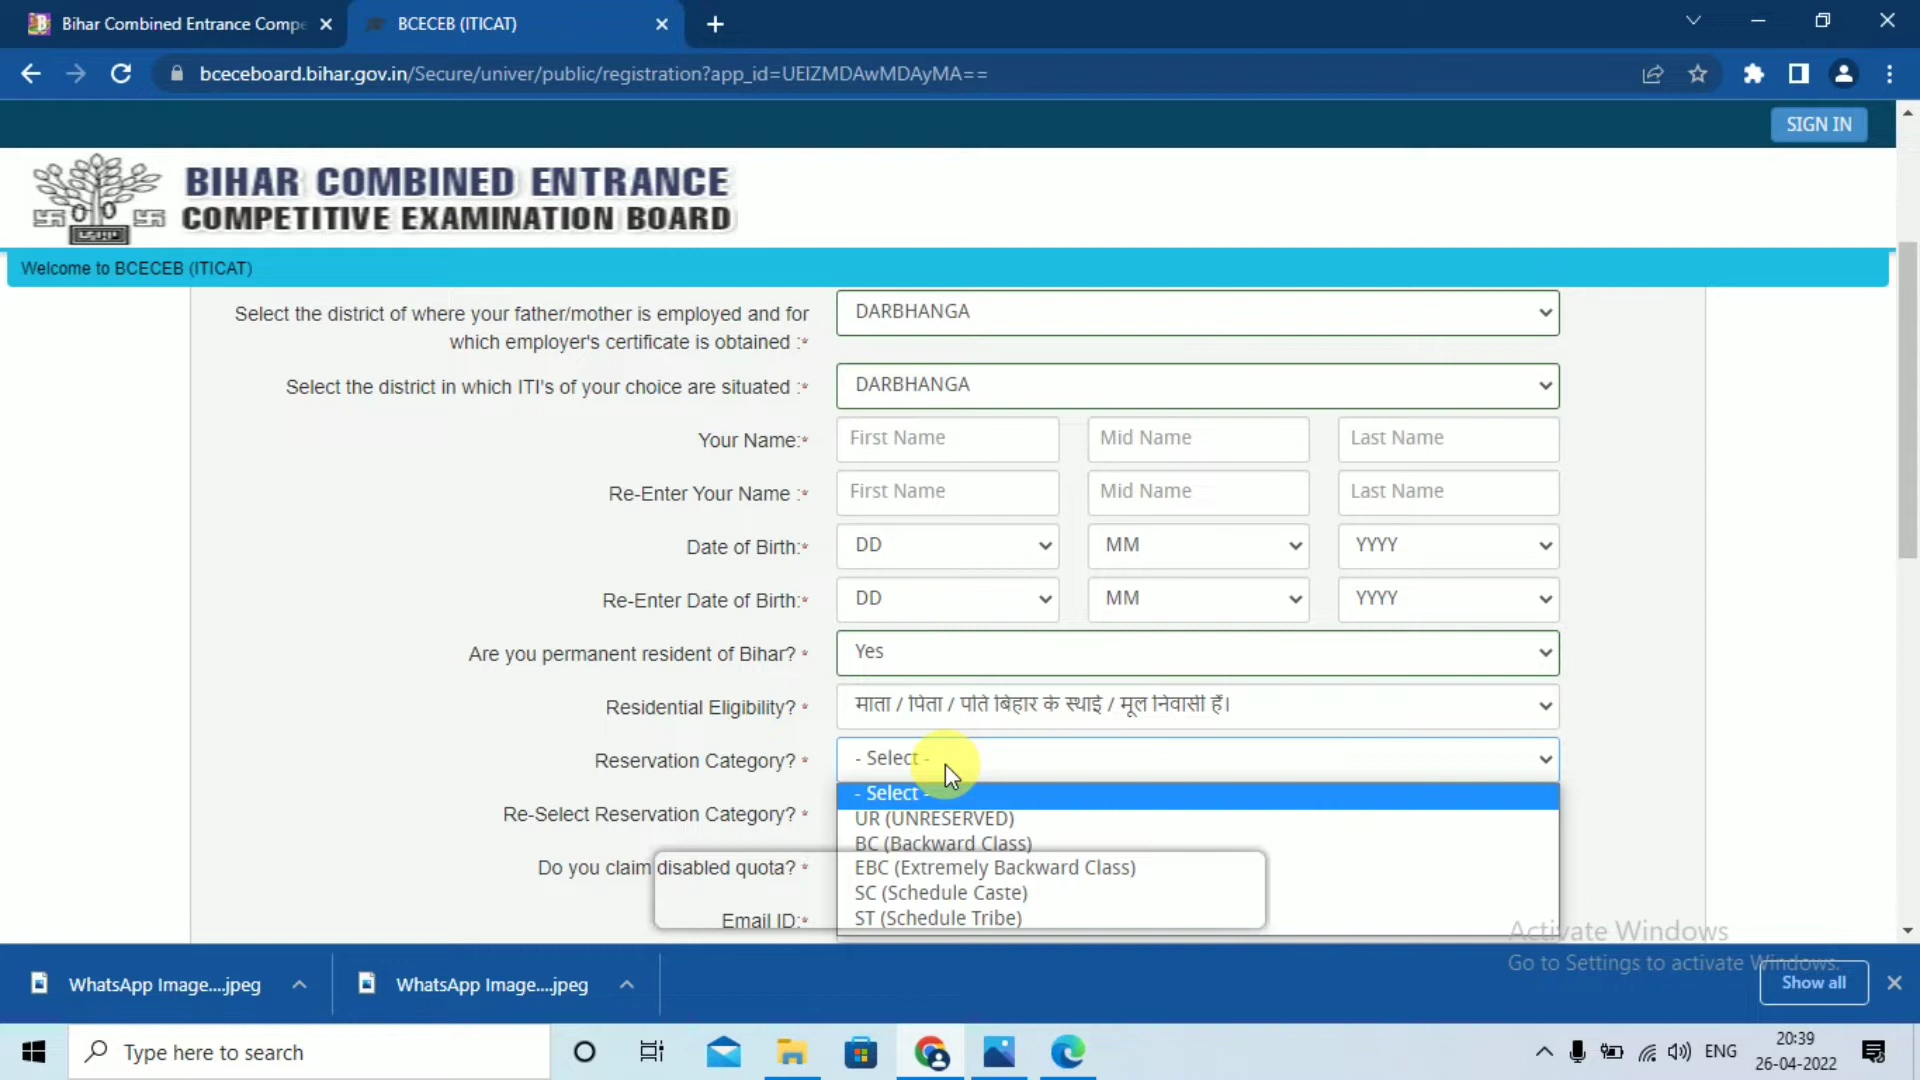 Bihar Combined Entrance Compe
BCECEB (ITICAT)
bceceboard.bihar.gov.in/Secure/univer/public/registration?app_id=UEIZMDAwMDAyMA==
SIGN IN
BIHAR COMBINED ENTRANCE
COMPETITIVE EXAMINATION BOARD
Welcome to BCECEB (ITICAT)
Select the district of where your father/mother is employed and for
which employer's certificate is obtained :*
DARBHANGA
Select the district in which ITI's of your choice are situated :*
DARBHANGA
Your Name:*
First Name
Mid Name
Last Name
Re-Enter Your Name :*
First Name
Mid Name
Last Name
Date of Birth:*
DD
MM
YYYY
Re-Enter Date of Birth:*
DD
MM
YYYY
Are you permanent resident of Bihar? *
Yes
Residential Eligibility? *
माता / पिता / पति बिहार के स्थाई / मूल निवासी हैं।
Reservation Category? *
- Select -
- Select -
UR (UNRESERVED)
BC (Backward Class)
EBC (Extremely Backward Class)
SC (Schedule Caste)
ST (Schedule Tribe)
Re-Select Reservation Category? *
Do you claim disabled quota? *
Email ID:*
Activate Windows
Go to Settings to activate Windows.
WhatsApp Image....jpeg
WhatsApp Image....jpeg
Show all
Type here to search
ENG
20:39
26-04-2022